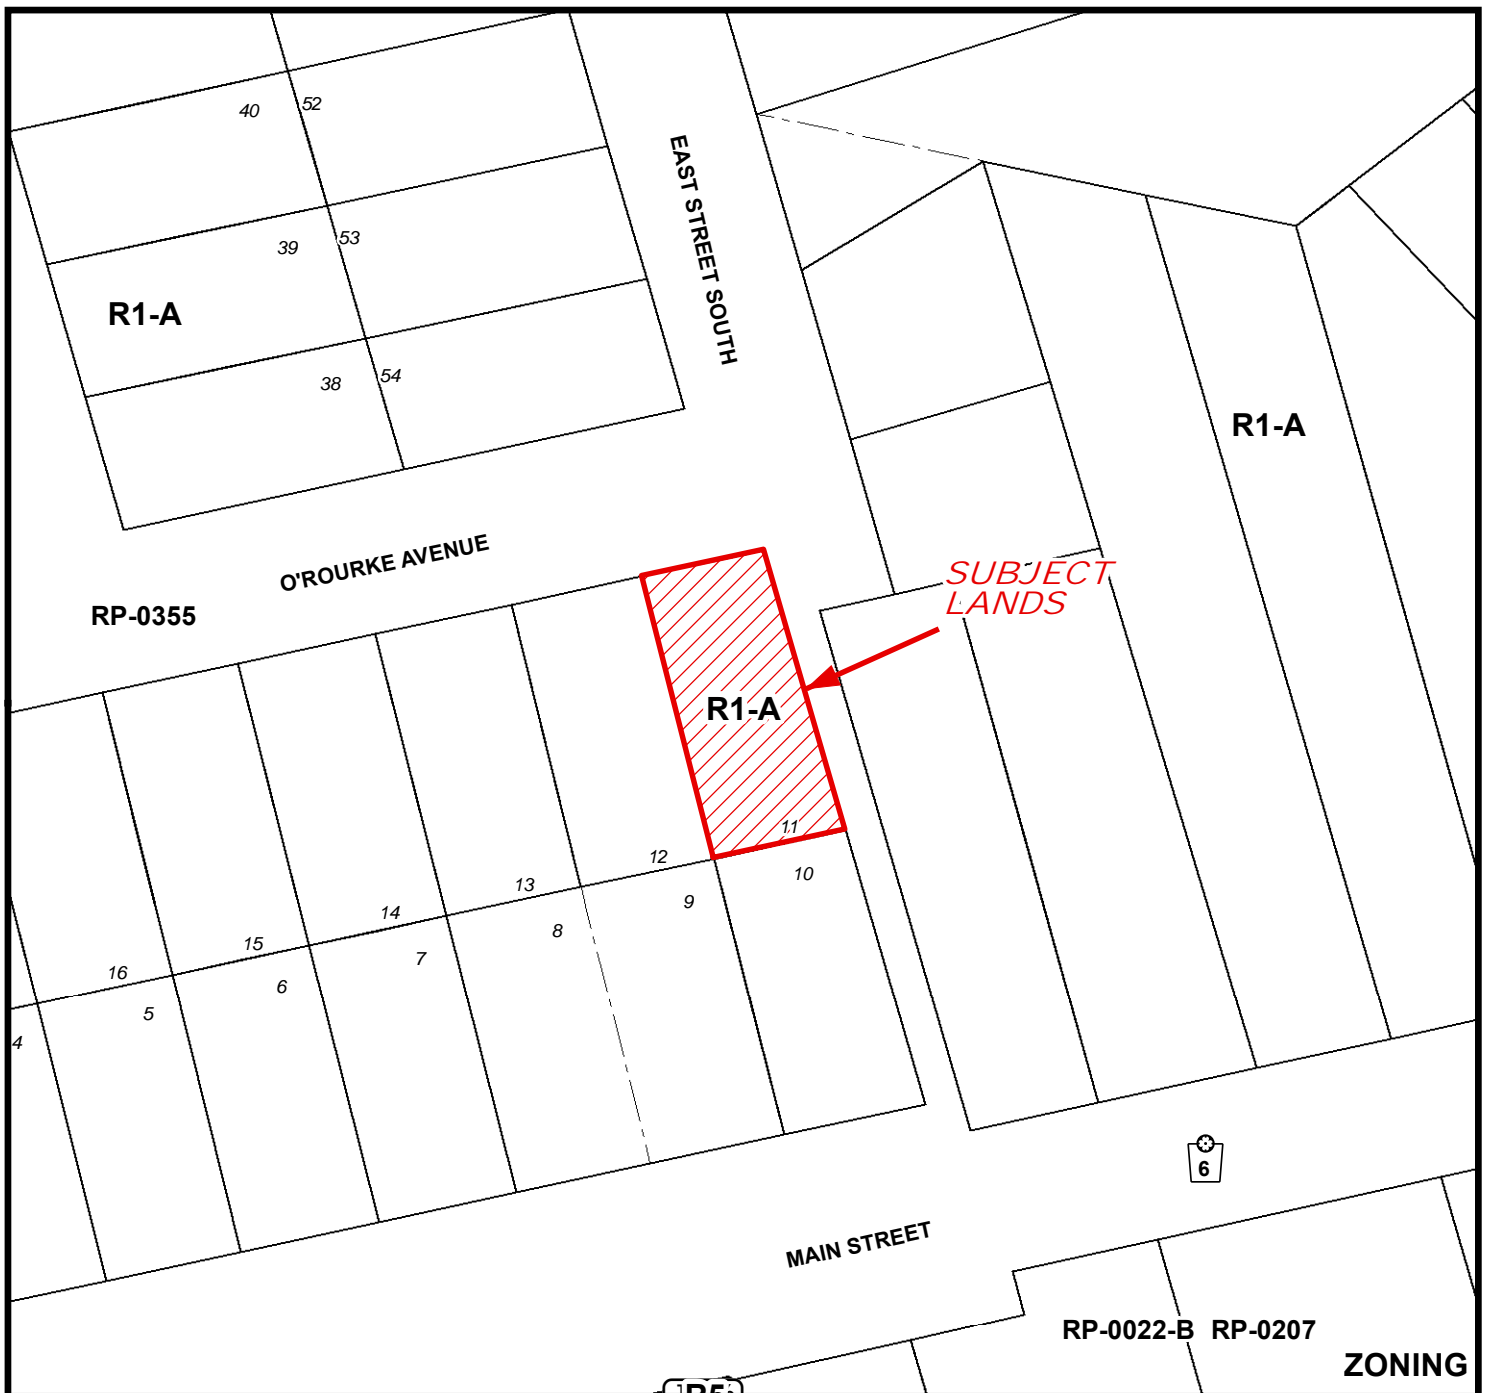 40
52
EAST STREET SOUTH
39
53
R1-A
38
54
R1-A
O'ROURKE AVENUE
SUBJECT
LANDS
RP-0355
R1-A
11
12
10
13
9
14
8
15
7
16
6
5
4
6
MAIN STREET
RP-0022-B RP-0207
ZONING